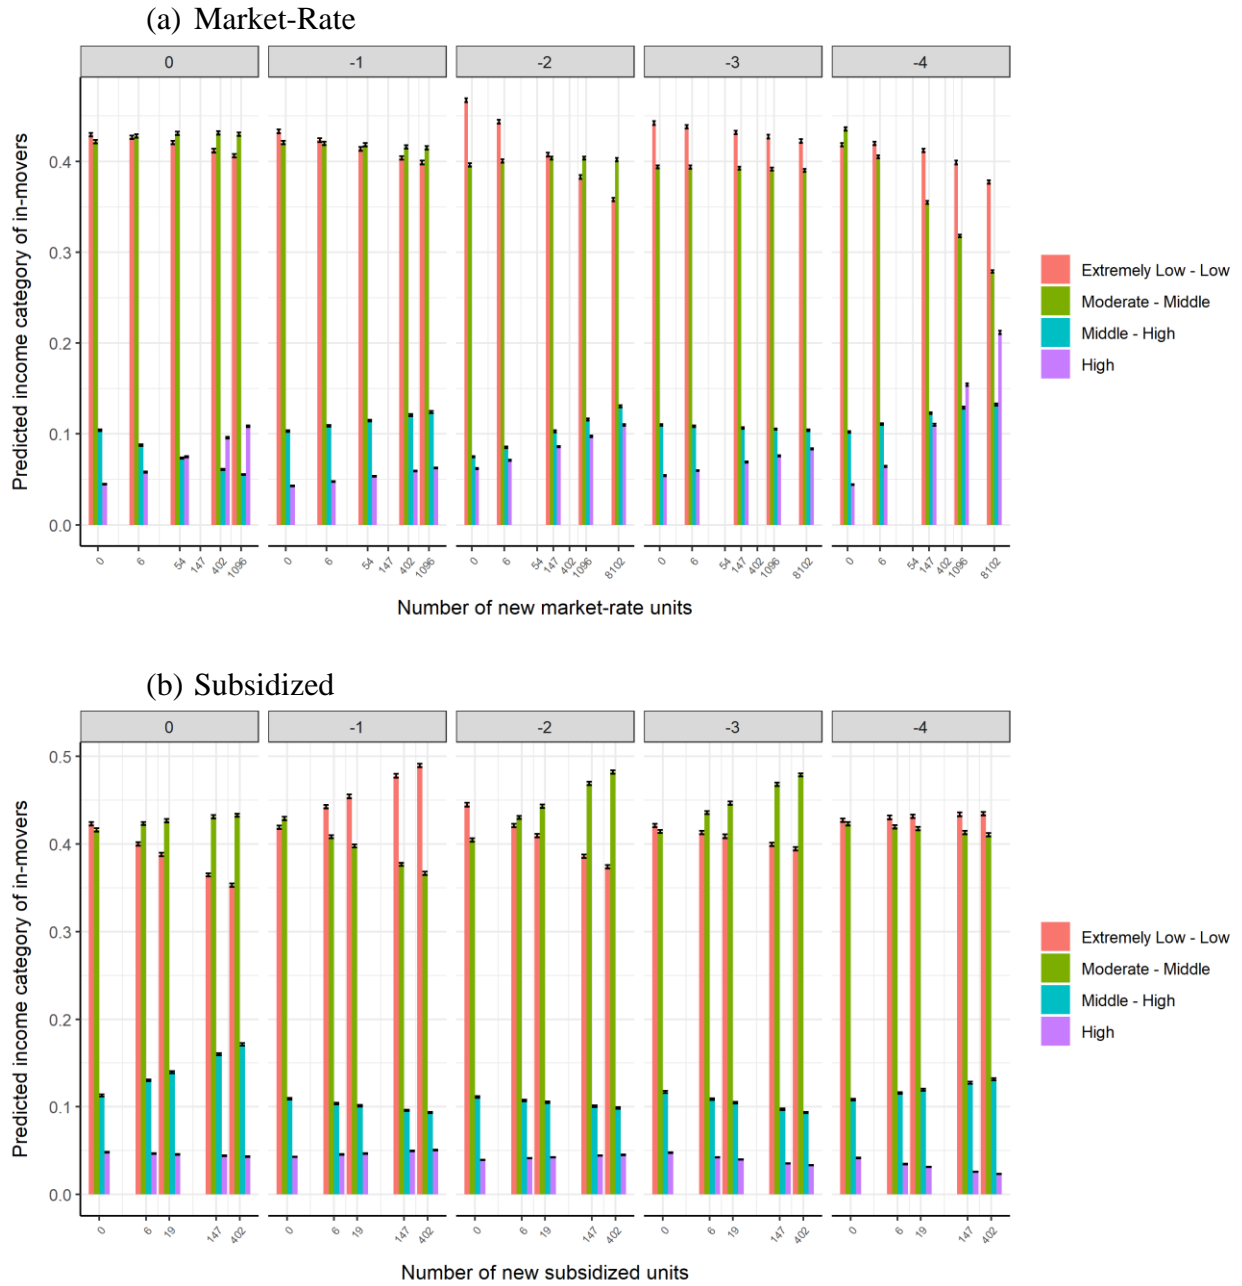 (a) Market-Rate
0 -1 -2 -3 -4
Predicted income category of in-movers
0.4
0.3
0.2
0.1
0.0
0 6 54 147 402 1096 0 6 54 147 402 1096 0 6 54 147 402 1096 8102 0 6 54 147 402 1096 8102 0 6 54 147 402 1096 8102
Number of new market-rate units
Extremely Low - Low
Moderate - Middle
Middle - High
High
(b) Subsidized
0 -1 -2 -3 -4
Predicted income category of in-movers
0.5
0.4
0.3
0.2
0.1
0.0
0 6 19 147 402 0 6 19 147 402 0 6 19 147 402 0 6 19 147 402 0 6 19 147 402
Number of new subsidized units
Extremely Low - Low
Moderate - Middle
Middle - High
High